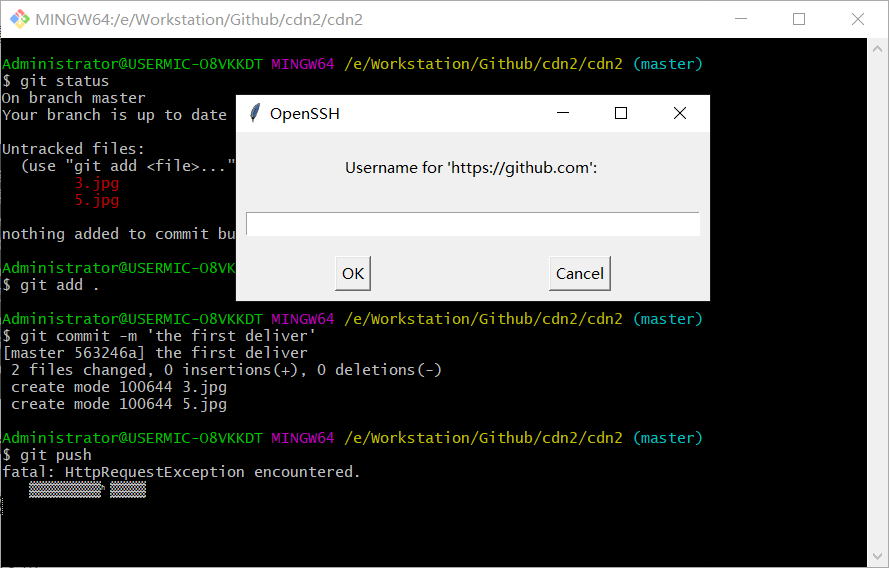 MINGW64:/e/Workstation/Github/cdn2/cdn2
Administrator@USERMIC-O8VKKDT MINGW64 /e/Workstation/Github/cdn2/cdn2 (master)
$ git status
On branch master
Your branch is up to date
Untracked files:
(use "git add <file>..."
3.jpg
5.jpg
nothing added to commit bu
Administrator@USERMIC-O8VKK
$ git add .
OpenSSH
Username for 'https://github.com':
OK
Cancel
Administrator@USERMIC-O8VKKDT MINGW64 /e/Workstation/Github/cdn2/cdn2 (master)
$ git commit -m 'the first deliver'
[master 563246a] the first deliver
2 files changed, 0 insertions(+), 0 deletions(-)
create mode 100644 3.jpg
create mode 100644 5.jpg
Administrator@USERMIC-O8VKKDT MINGW64 /e/Workstation/Github/cdn2/cdn2 (master)
$ git push
fatal: HttpRequestException encountered.